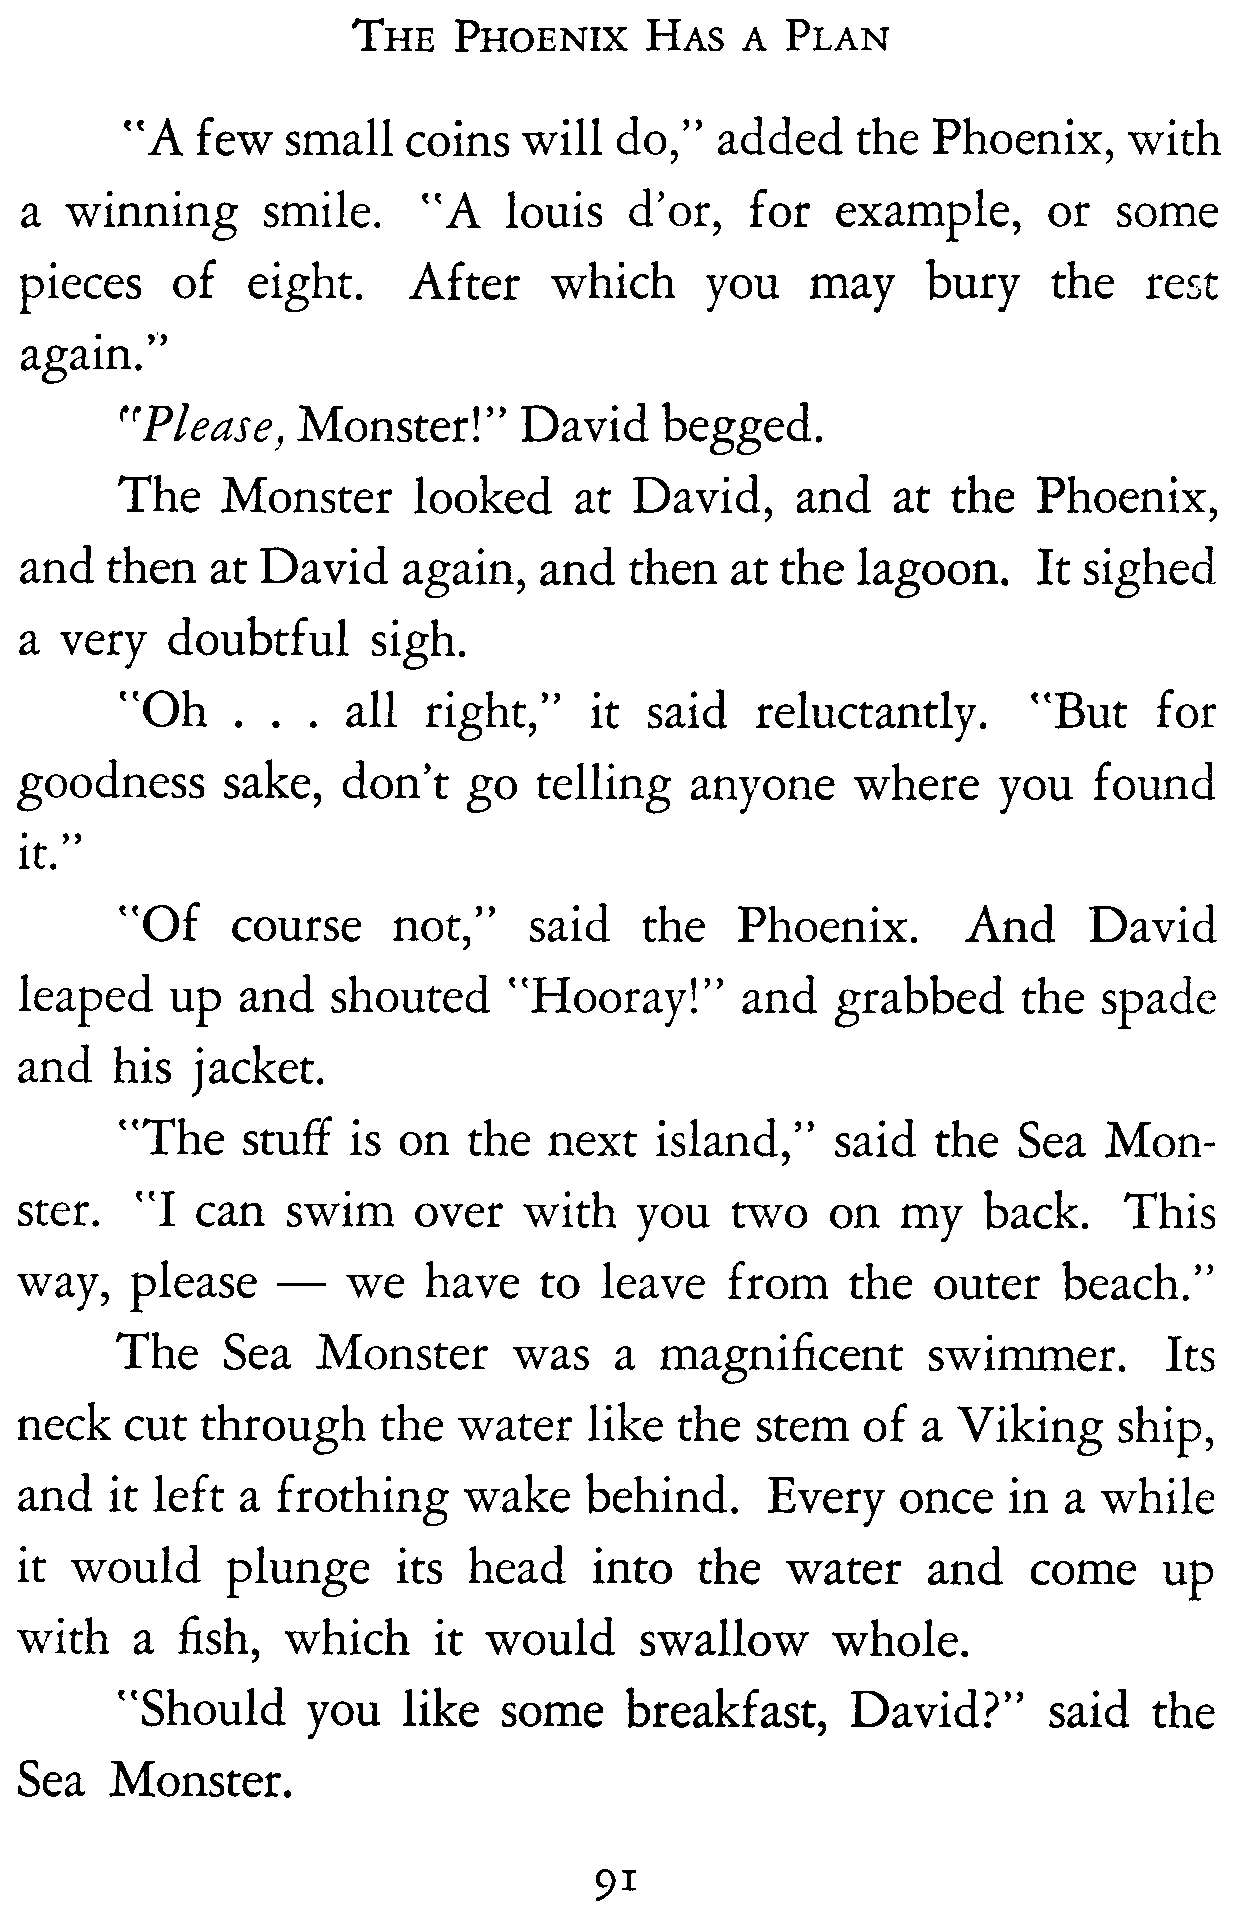 The Phoenix Has a Plan
"A few small coins will do," added the Phoenix, with
a winning smile. "A louis d'or, for example, or some
pieces of eight. After which you may bury the rest
again."
"Please, Monster!" David begged.
The Monster looked at David, and at the Phoenix,
and then at David again, and then at the lagoon. It sighed
a very doubtful sigh.
"Oh . . . all right," it said reluctantly. "But for
goodness sake, don't go telling anyone where you found
it."
"Of course not," said the Phoenix. And David
leaped up and shouted "Hooray!" and grabbed the spade
and his jacket.
"The stuff is on the next island," said the Sea Mon-
ster. "I can swim over with you two on my back. This
way, please — we have to leave from the outer beach."
The Sea Monster was a magnificent swimmer. Its
neck cut through the water like the stem of a Viking ship,
and it left a frothing wake behind. Every once in a while
it would plunge its head into the water and come up
with a fish, which it would swallow whole.
"Should you like some breakfast, David?" said the
Sea Monster.
91